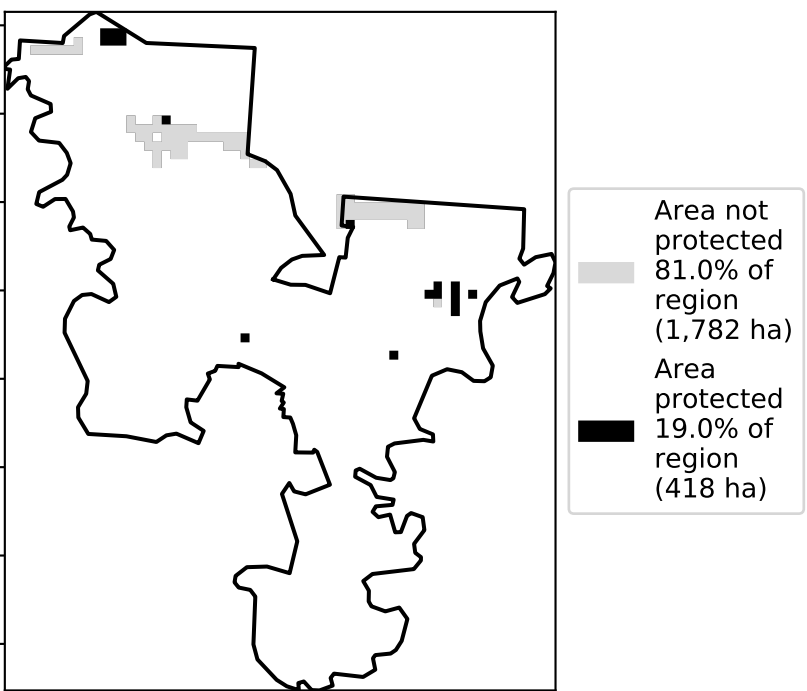 Area not
protected
81.0% of
region
(1,782 ha)
Area
protected
19.0% of
region
(418 ha)